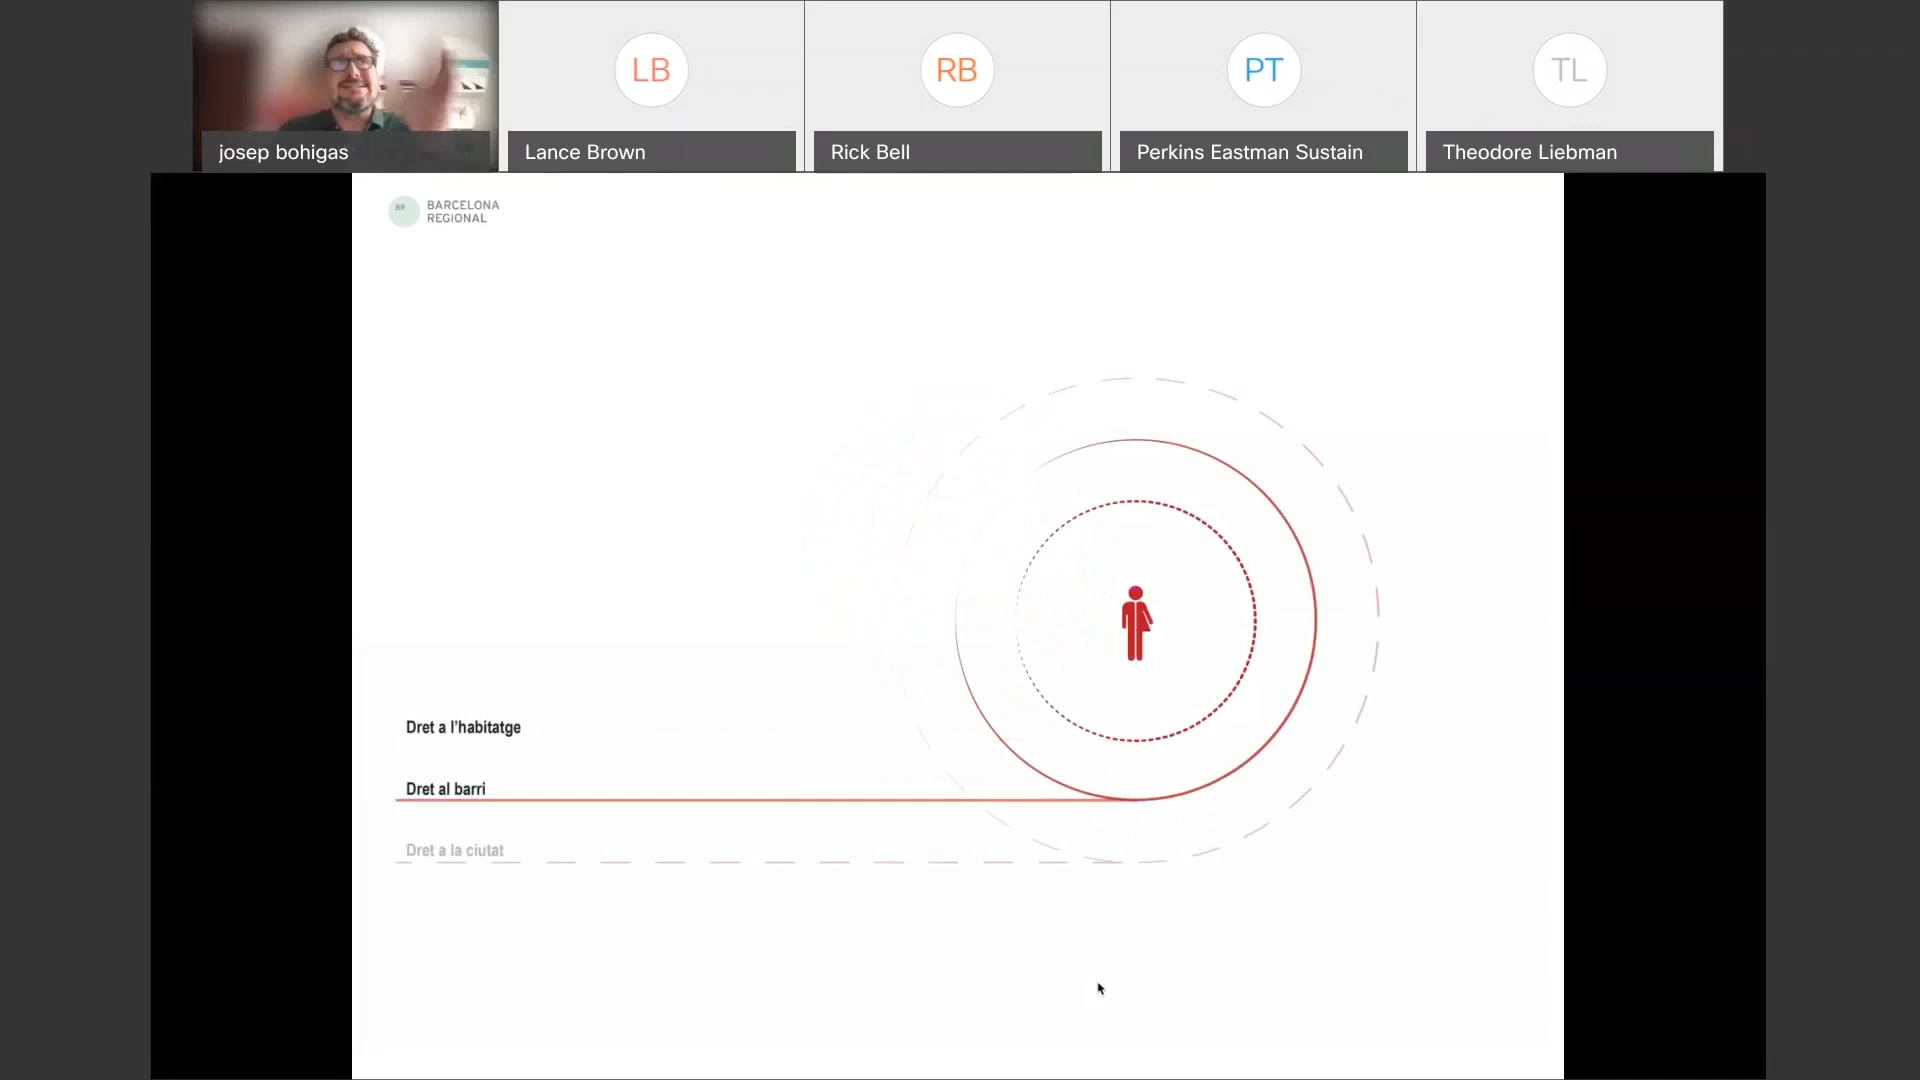 LB
RB
PT
TL
josep bohigas
Lance Brown
Rick Bell
Perkins Eastman Sustain
Theodore Liebman
BR
BARCELONA
REGIONAL
Dret a l'habitatge
Dret al barri
Dret a la ciutat